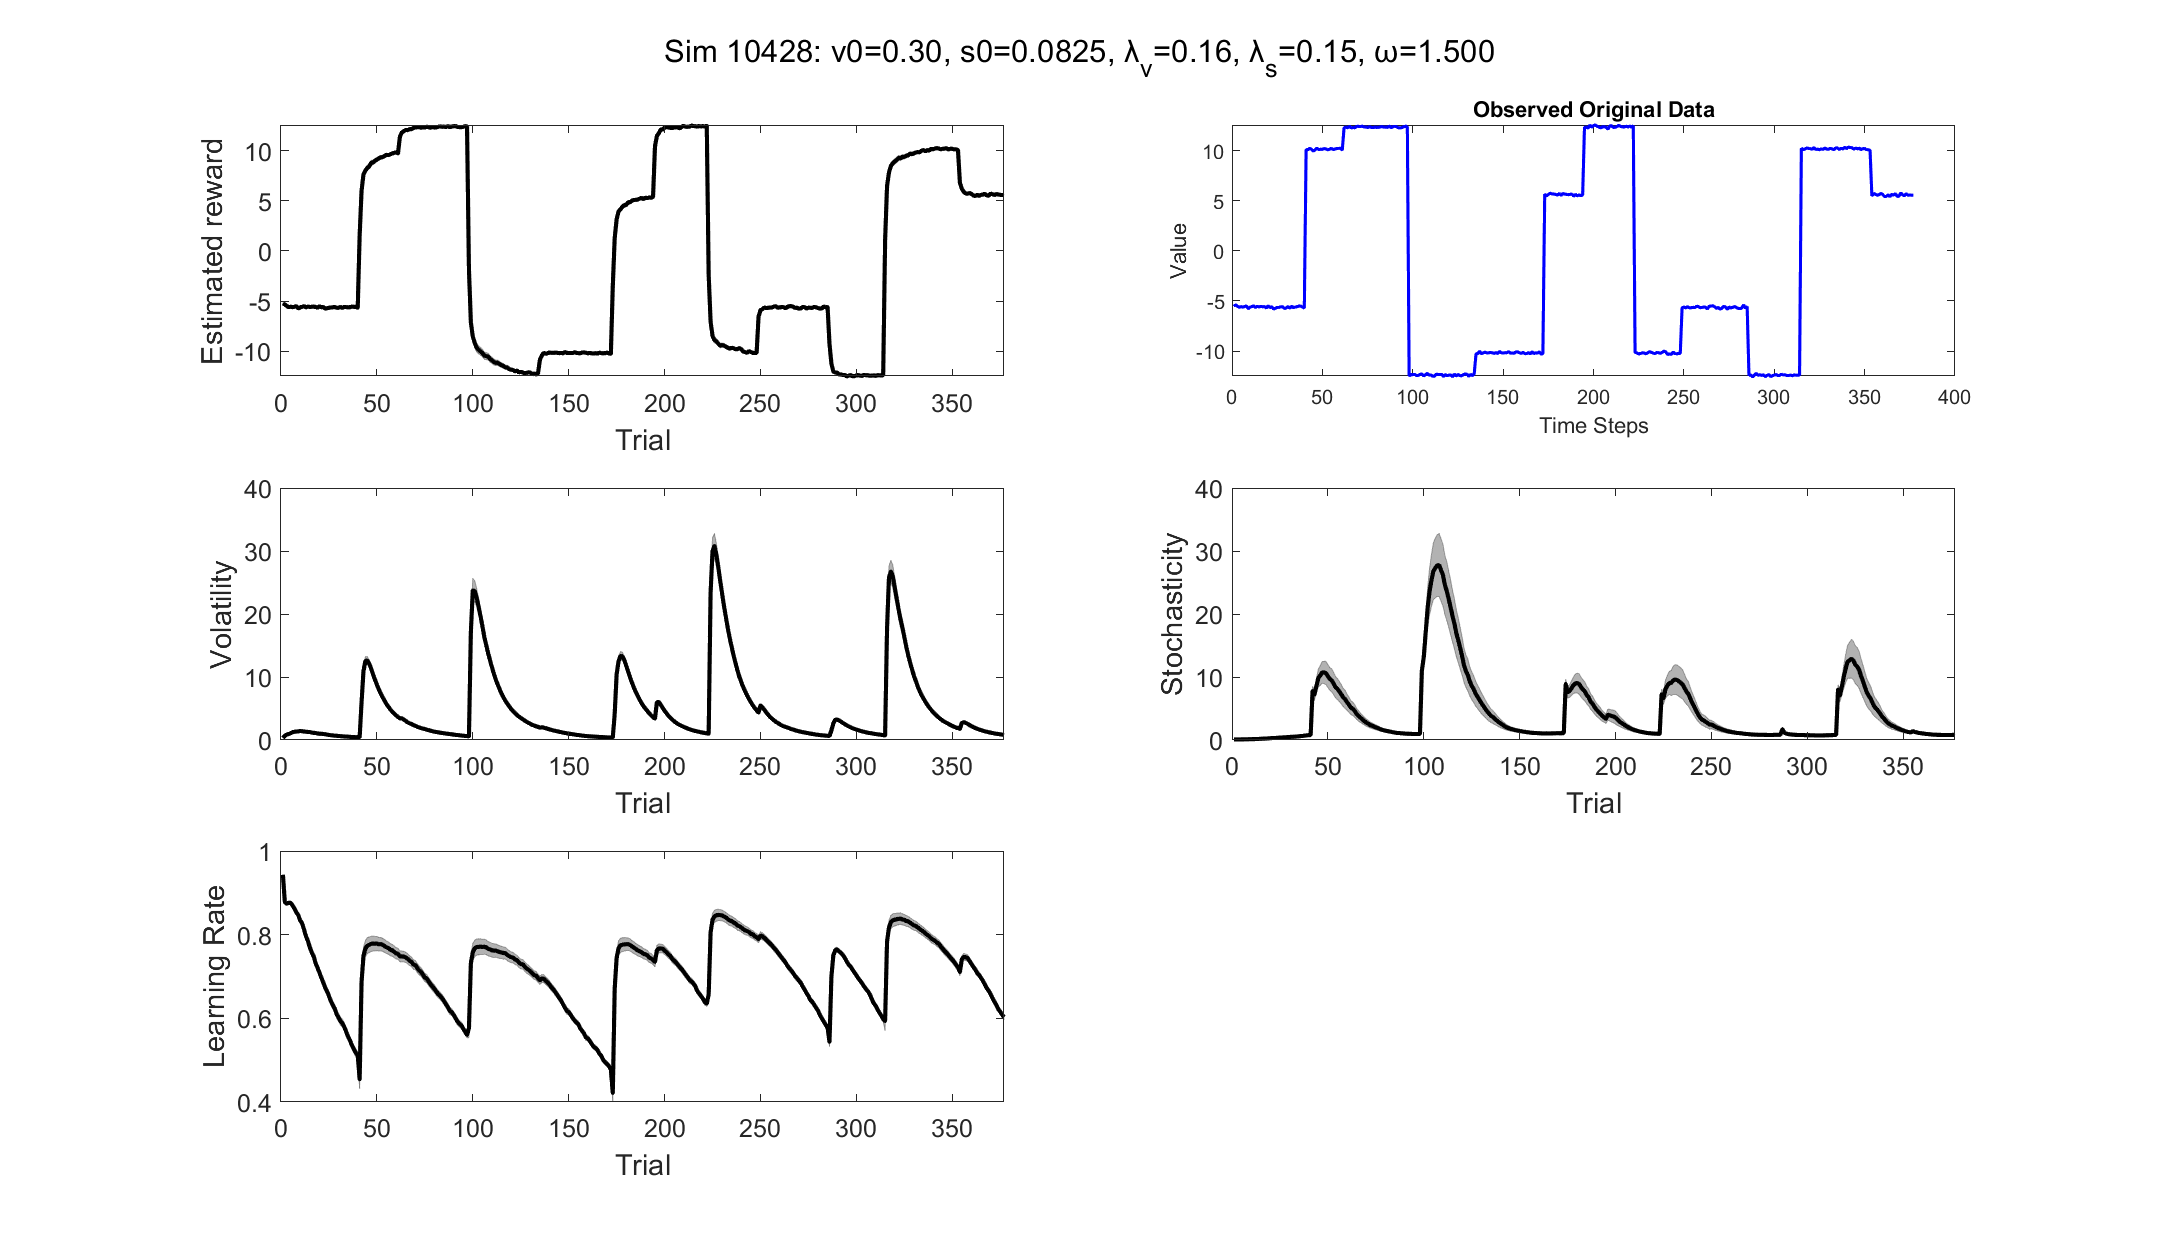 Sim 10428: v0=0.30, s0=0.0825, λv=0.16, λs=0.15, ω=1.500
Estimated reward
10
5
0
-5
-10
0 50 100 150 200 250 300 350
Trial
Observed Original Data
Value
10
5
0
-5
-10
0 50 100 150 200 250 300 350 400
Time Steps
Volatility
40
30
20
10
0
0 50 100 150 200 250 300 350
Trial
Stochasticity
40
30
20
10
0
0 50 100 150 200 250 300 350
Trial
Learning Rate
1
0.8
0.6
0.4
0 50 100 150 200 250 300 350
Trial